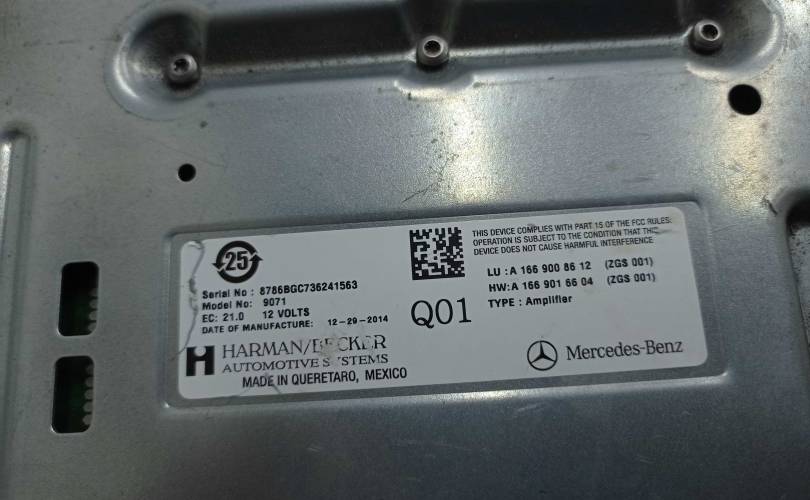 25
Serial No : 8786BGC736241563
Model No: 9071
EC: 21.0 12 VOLTS
DATE OF MANUFACTURE: 12-29-2014
HARMAN/BECKER
AUTOMOTIVE SYSTEMS
MADE IN QUERETARO, MEXICO
Q01
THIS DEVICE COMPLIES WITH PART 15 OF THE FCC RULES.
OPERATION IS SUBJECT TO THE CONDITION THAT THIS
DEVICE DOES NOT CAUSE HARMFUL INTERFERENCE
LU :A 166 900 86 12 (ZGS 001)
HW:A 166 901 66 04 (ZGS 001)
TYPE : Amplifier
Mercedes-Benz